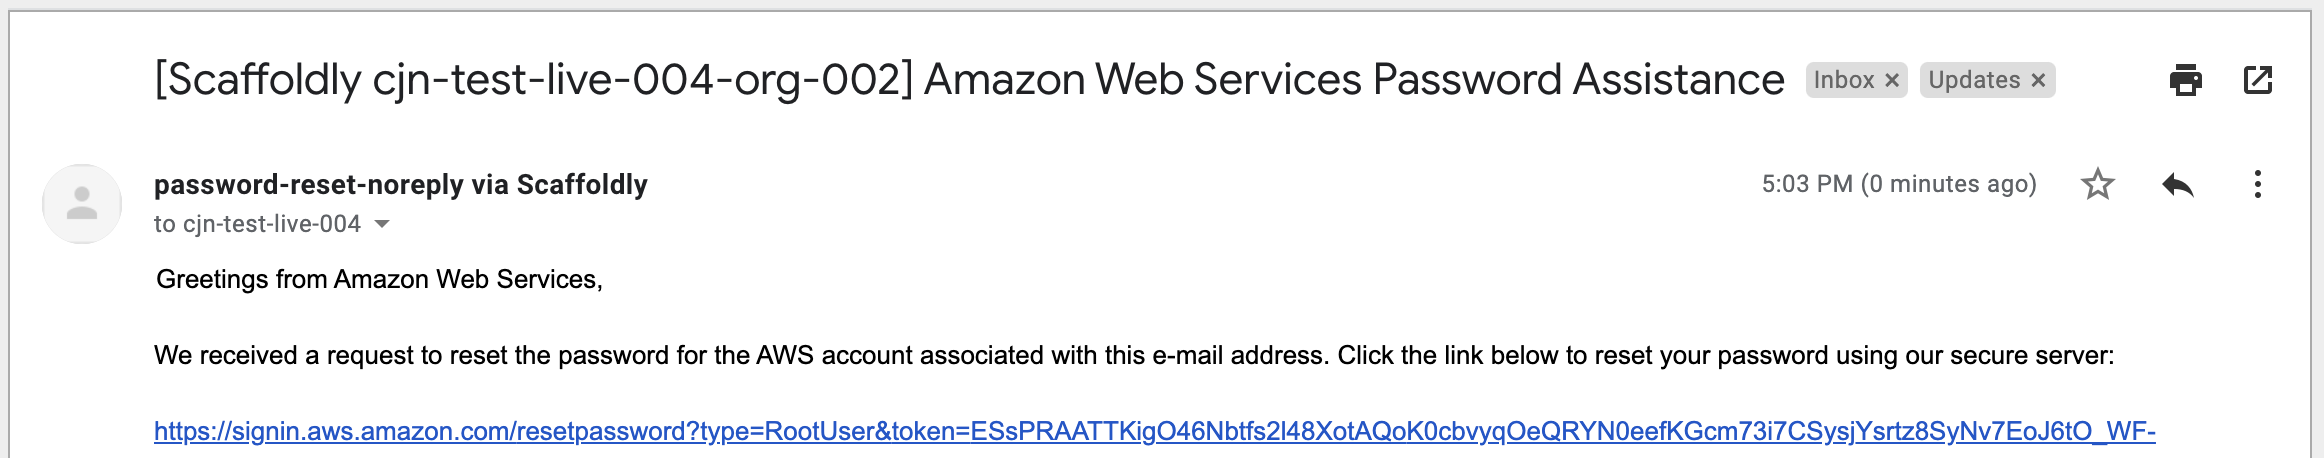 [Scaffoldly cjn-test-live-004-org-002] Amazon Web Services Password Assistance Inbox × Updates ×
password-reset-noreply via Scaffoldly 5:03 PM (0 minutes ago)
to cjn-test-live-004
Greetings from Amazon Web Services,
We received a request to reset the password for the AWS account associated with this e-mail address. Click the link below to reset your password using our secure server:
https://signin.aws.amazon.com/resetpassword?type=RootUser&token=ESsPRAATTKigO46Nbtfs2l48XotAQoK0cbvyqOeQRYN0eefKGcm73i7CSysjYsrtz8SyNv7EoJ6tO_WF-